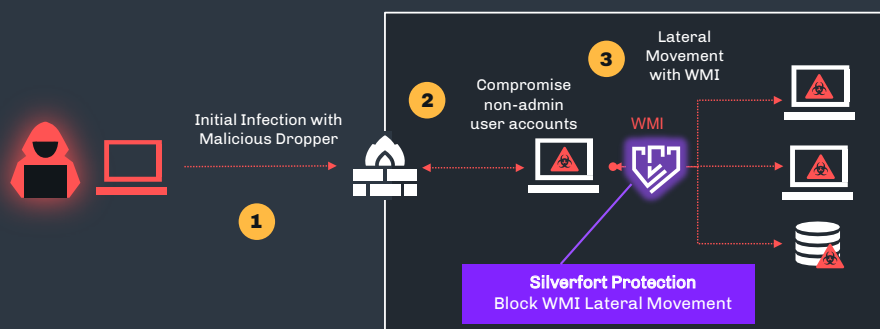 Initial Infection with
Malicious Dropper
1
2
Compromise
non-admin
user accounts
3
Lateral
Movement
with WMI
WMI
Silverfort Protection
Block WMI Lateral Movement